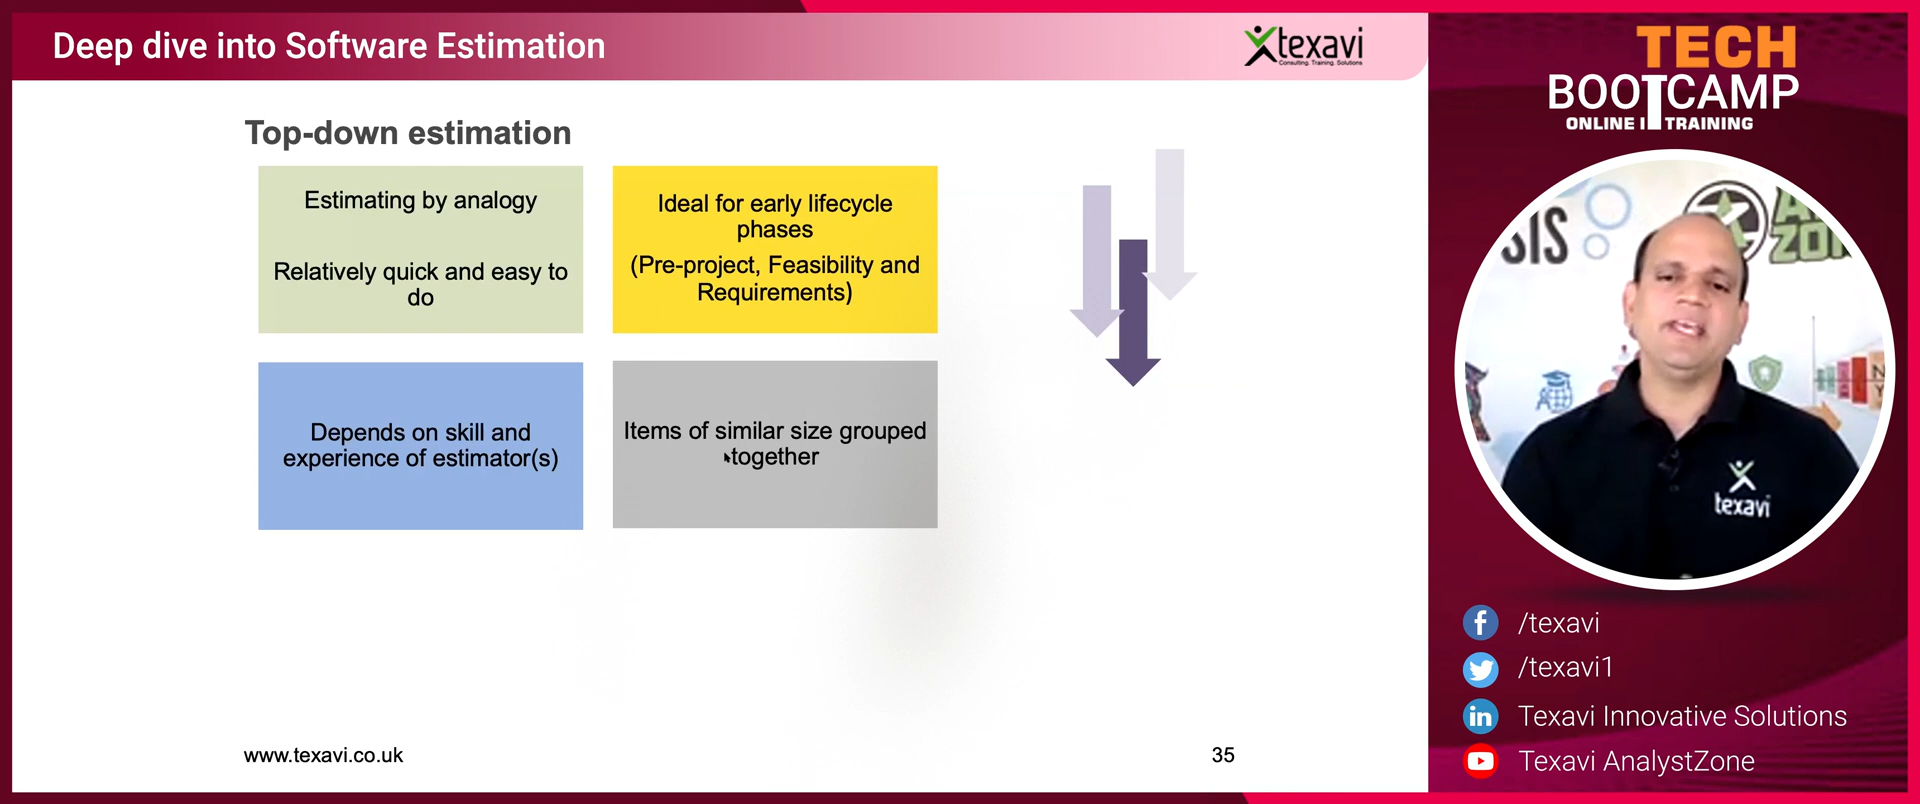 Deep dive into Software Estimation
texavi
Consulting. Training. Solutions
TECH
BOOTCAMP
ONLINE IT TRAINING
Top-down estimation
Estimating by analogy
Relatively quick and easy to
do
Ideal for early lifecycle
phases
(Pre-project, Feasibility and
Requirements)
Depends on skill and
experience of estimator(s)
Items of similar size grouped
together
SIS
texavi
/texavi
/texavi1
Texavi Innovative Solutions
Texavi AnalystZone
www.texavi.co.uk
35